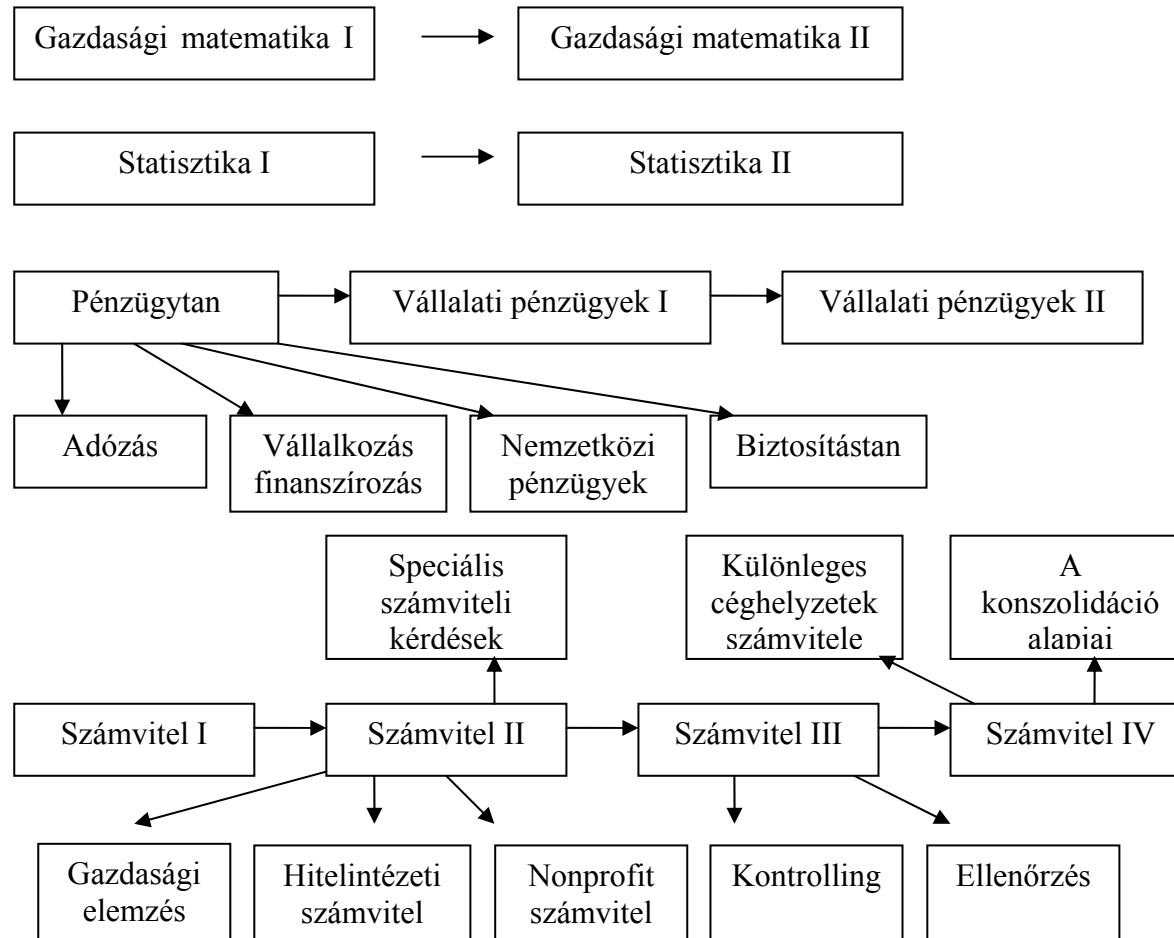 Gazdasági matematika I
Gazdasági matematika II
Statisztika I
Statisztika II
Pénzügytan
Vállalati pénzügyek I
Vállalati pénzügyek II
Adózás
Vállalkozás
finanszírozás
Nemzetközi
pénzügyek
Biztosítástan
Speciális
számviteli
kérdések
Különleges
céghelyzetek
számvitele
A
konszolidáció
alapjai
Számvitel I
Számvitel II
Számvitel III
Számvitel IV
Gazdasági
elemzés
Hitelintézeti
számvitel
Nonprofit
számvitel
Kontrolling
Ellenőrzés